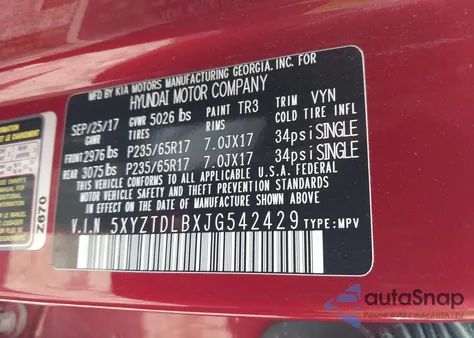 MFD. BY KIA MOTORS MANUFACTURING GEORGIA, INC. FOR
HYUNDAI MOTOR COMPANY
SEP/25/17 GVWR 5026 lbs PAINT TR3 TRIM VYN
GAWR TIRES RIMS COLD TIRE INFL
FRONT 2976 lbs P235/65R17 7.0JX17 34psi SINGLE
REAR 3075 lbs P235/65R17 7.0JX17 34psi SINGLE
THIS VEHICLE CONFORMS TO ALL APPLICABLE U.S.A. FEDERAL
MOTOR VEHICLE SAFETY, BUMPER, AND THEFT PREVENTION
STANDARDS IN EFFECT ON THE DATE OF MANUFACTURE SHOWN ABOVE.
V.I.N 5XYZTDLBXJG542429 TYPE: MPV
Z670
autoSnap